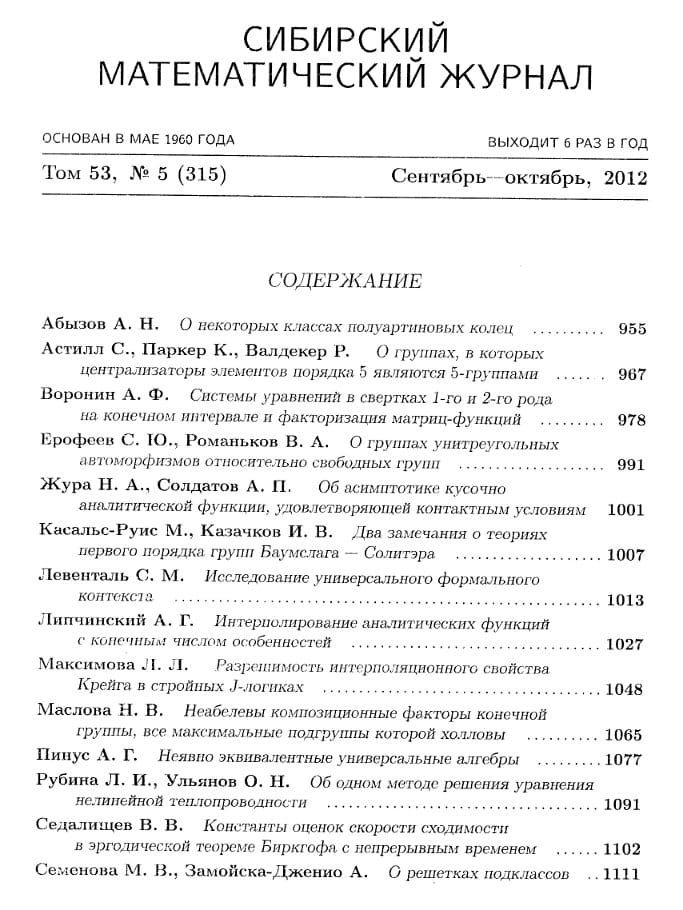 СИБИРСКИЙ
МАТЕМАТИЧЕСКИЙ ЖУРНАЛ
ОСНОВАН В МАЕ 1960 ГОДА ВЫХОДИТ 6 РАЗ В ГОД
Том 53, № 5 (315) Сентябрь—октябрь, 2012
СОДЕРЖАНИЕ
Абызов А. Н. О некоторых классах полуартиновых колец .......... 955
Астилл С., Паркер К., Валдекер Р. О группах, в которых
централизаторы элементов порядка 5 являются 5-группами ...... 967
Воронин А. Ф. Системы уравнений в свертках 1-го и 2-го рода
на конечном интервале и факторизация матриц-функций ......... 978
Ерофеев С. Ю., Романьков В. А. О группах унитреугольных
автоморфизмов относительно свободных групп .................. 991
Жура Н. А., Солдатов А. П. Об асимптотике кусочно
аналитической функции, удовлетворяющей контактным условиям 1001
Касальс-Руис М., Казачков И. В. Два замечания о теориях
первого порядка групп Баумслага — Солитэра .................. 1007
Левенталь С. М. Исследование универсального формального
контекста .................................................... 1013
Липчинский А. Г. Интерполирование аналитических функций
с конечным числом особенностей .............................. 1027
Максимова Л. Л. Разрешимость интерполяционного свойства
Крейга в стройных J-логиках ................................. 1048
Маслова Н. В. Неабелевы композиционные факторы конечной
группы, все максимальные подгруппы которой холловы .......... 1065
Пинус А. Г. Неявно эквивалентные универсальные алгебры .........1077
Рубина Л. И., Ульянов О. Н. Об одном методе решения уравнения
нелинейной теплопроводности ................................. 1091
Седалищев В. В. Константы оценок скорости сходимости
в эргодической теореме Биркгофа с непрерывным временем ...... 1102
Семенова М. В., Замойска-Дженио А. О решетках подклассов ..1111